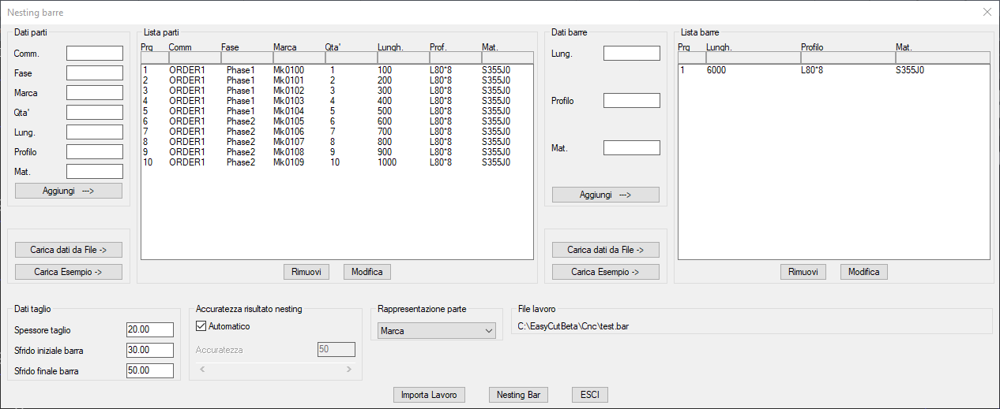 Nesting barre
Dati parti
Comm.
Fase
Marca
Qta'
Lung.
Profilo
Mat.
Aggiungi --->
Carica dati da File ->
Carica Esempio ->
Lista parti
Prg Comm Fase Marca Qta' Lungh. Prof. Mat.
1 ORDER1 Phase1 Mk0100 1 100 L80*8 S355J0
2 ORDER1 Phase1 Mk0101 2 200 L80*8 S355J0
3 ORDER1 Phase1 Mk0102 3 300 L80*8 S355J0
4 ORDER1 Phase1 Mk0103 4 400 L80*8 S355J0
5 ORDER1 Phase1 Mk0104 5 500 L80*8 S355J0
6 ORDER1 Phase2 Mk0105 6 600 L80*8 S355J0
7 ORDER1 Phase2 Mk0106 7 700 L80*8 S355J0
8 ORDER1 Phase2 Mk0107 8 800 L80*8 S355J0
9 ORDER1 Phase2 Mk0108 9 900 L80*8 S355J0
10 ORDER1 Phase2 Mk0109 10 1000 L80*8 S355J0
Rimuovi Modifica
Dati barre
Lung.
Profilo
Mat.
Aggiungi --->
Carica dati da File ->
Carica Esempio ->
Lista barre
Prg Lungh. Profilo Mat.
1 6000 L80*8 S355J0
Rimuovi Modifica
Dati taglio
Spessore taglio 20.00
Sfrido iniziale barra 30.00
Sfrido finale barra 50.00
Accuratezza risultato nesting
Automatico
Accuratezza 50
Rappresentazione parte
Marca
File lavoro
C:\EasyCutBeta\Cnc\test.bar
Importa Lavoro Nesting Bar ESCI